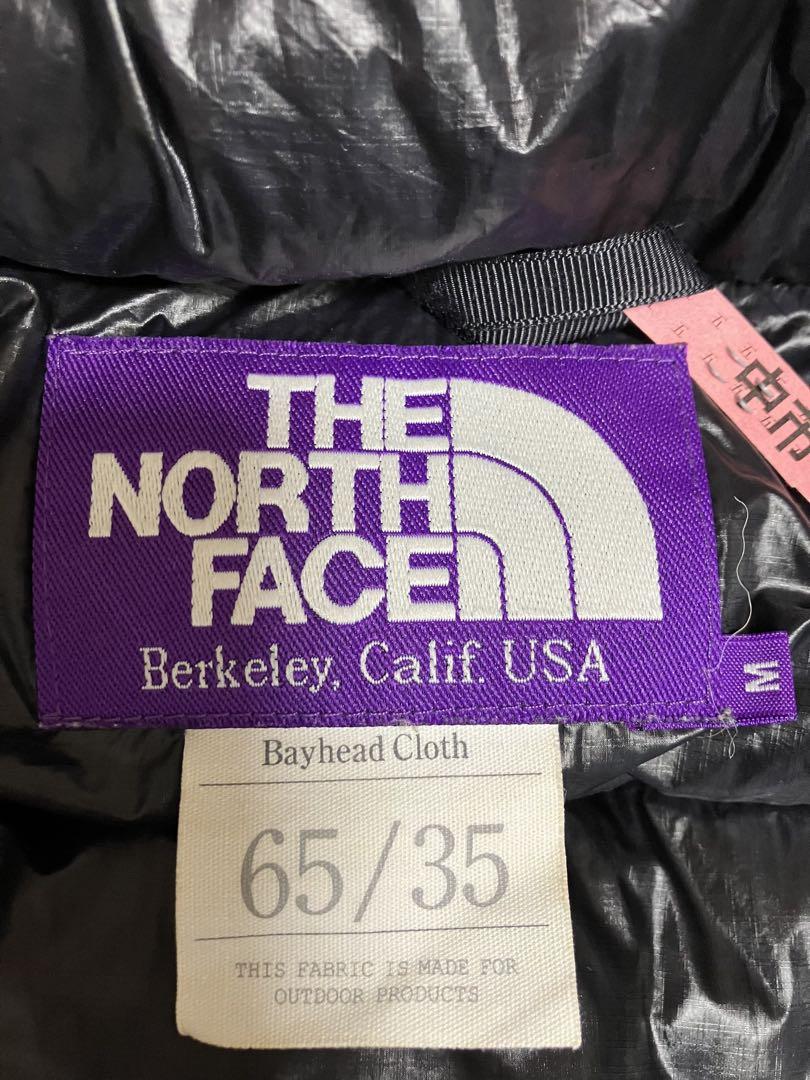 THE
NORTH
FACE
Berkeley, Calif. USA
M
Bayhead Cloth
65/35
THIS FABRIC IS MADE FOR
OUTDOOR PRODUCTS